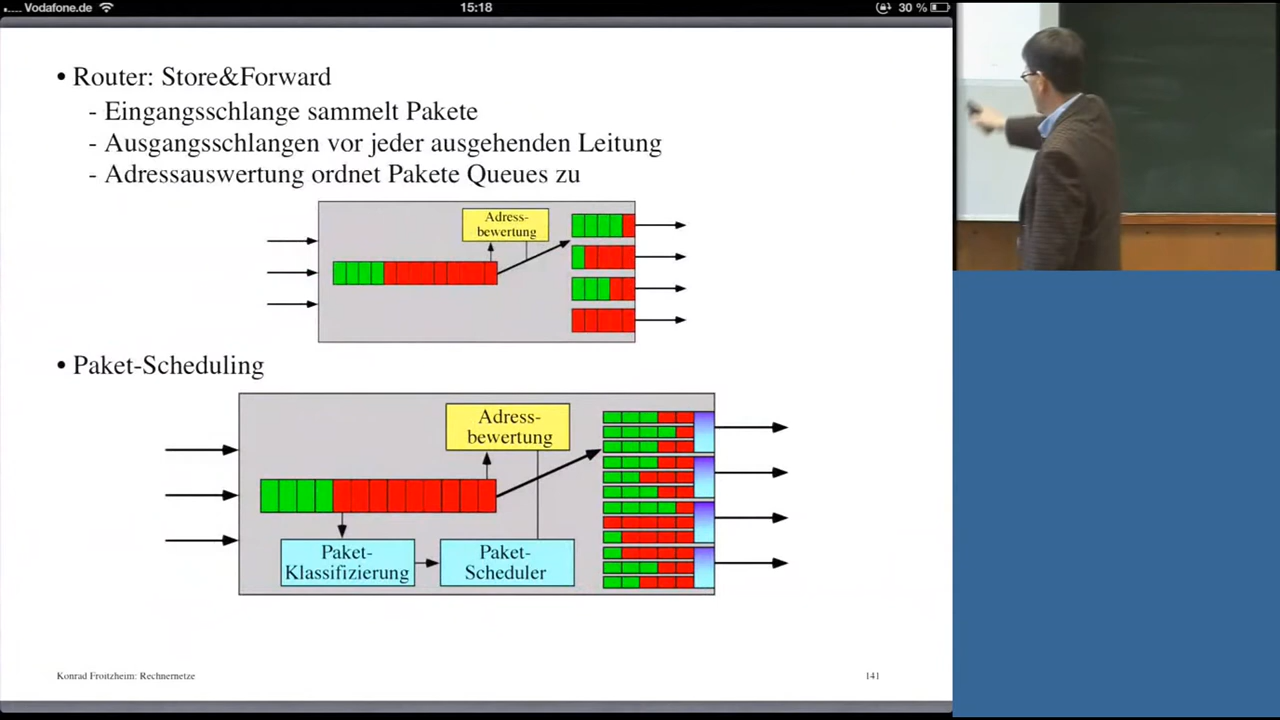 ..... Vodafone.de 15:18 30 %
• Router: Store&Forward
- Eingangsschlange sammelt Pakete
- Ausgangsschlangen vor jeder ausgehenden Leitung
- Adressauswertung ordnet Pakete Queues zu
Adress-
bewertung
• Paket-Scheduling
Adress-
bewertung
Paket-
Klassifizierung
Paket-
Scheduler
Konrad Froitzheim: Rechnernetze
141